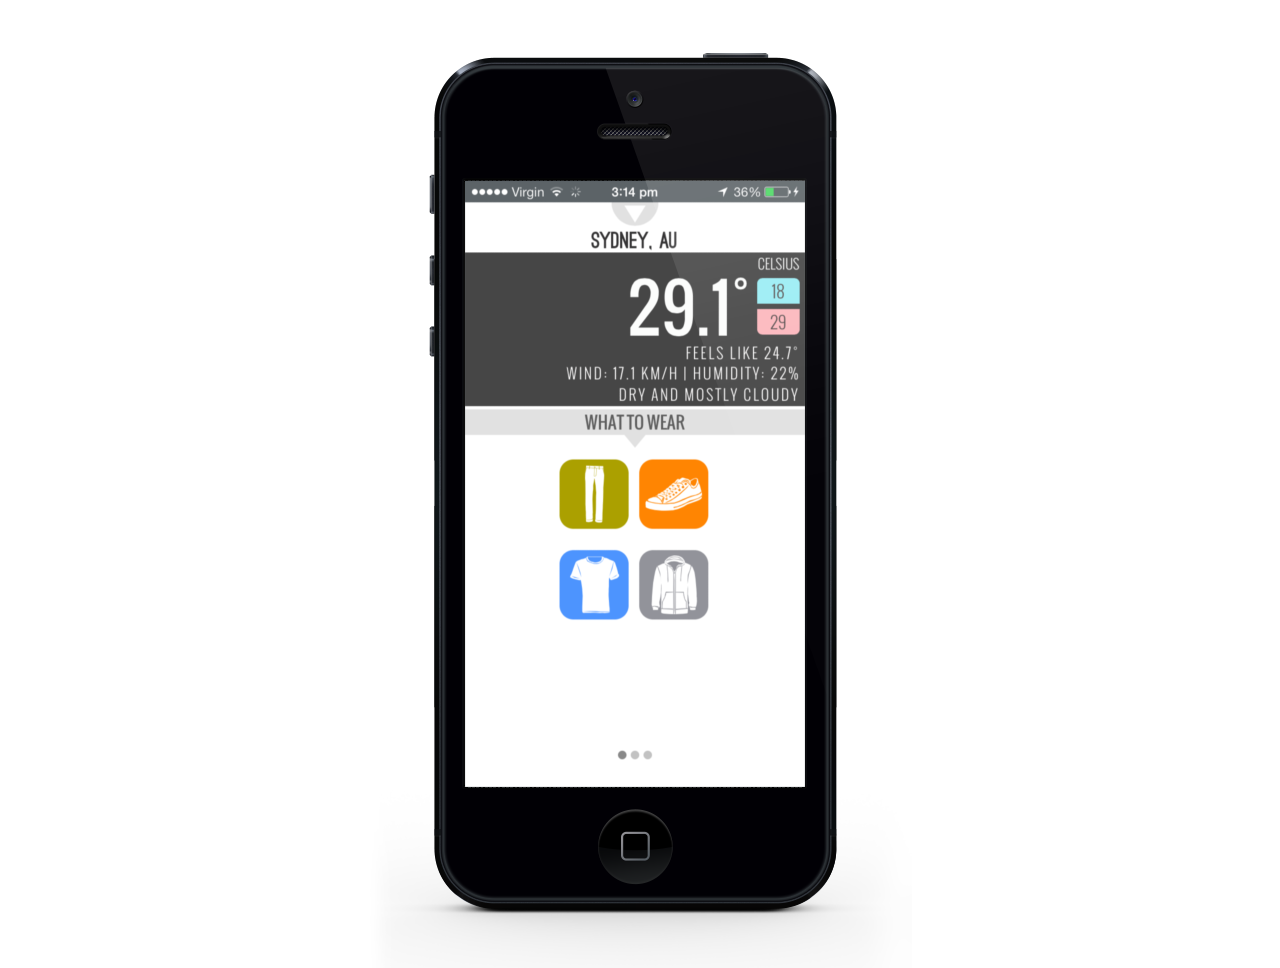 Virgin 3:14 pm 36%
SYDNEY, AU
CELSIUS
29.1°
18
29
FEELS LIKE 24.7°
WIND: 17.1 KM/H | HUMIDITY: 22%
DRY AND MOSTLY CLOUDY
WHAT TO WEAR